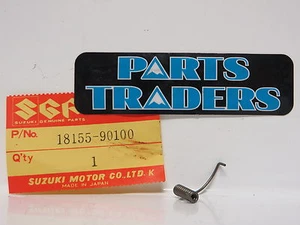 PARTS
TRADERS
SGP
SUZUKI GENUINE PARTS
P/No.
18155-90100
Q'ty
1
SUZUKI MOTOR CO.,LTD.
MADE IN JAPAN